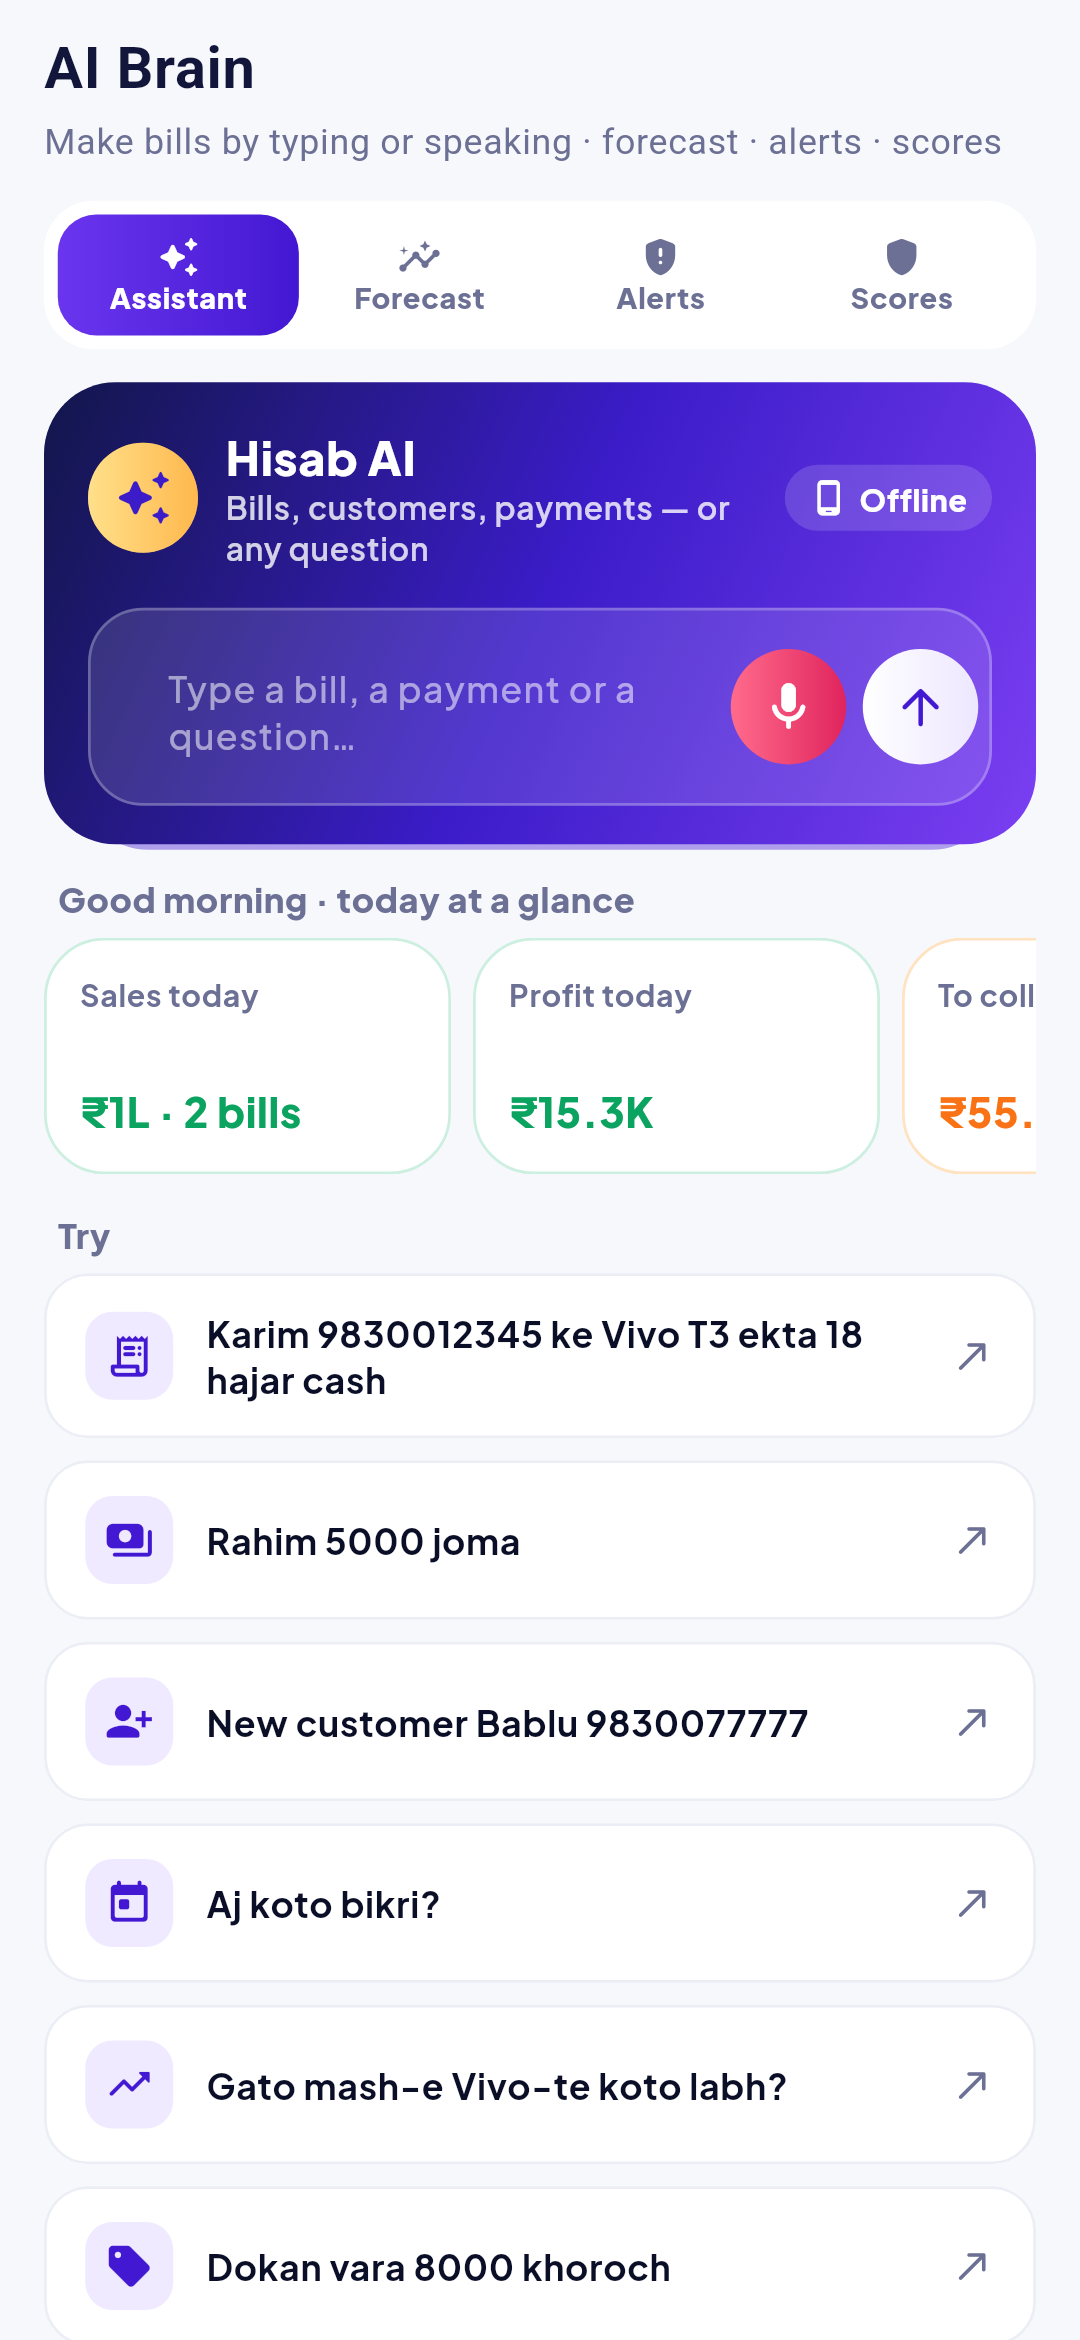 AI Brain
Make bills by typing or speaking · forecast · alerts · scores
Assistant
Forecast
Alerts
Scores
Hisab AI
Bills, customers, payments — or
any question
Offline
Type a bill, a payment or a
question…
Good morning · today at a glance
Sales today
₹1L · 2 bills
Profit today
₹15.3K
To coll
₹55.
Try
Karim 9830012345 ke Vivo T3 ekta 18
hajar cash
Rahim 5000 joma
New customer Bablu 9830077777
Aj koto bikri?
Gato mash-e Vivo-te koto labh?
Dokan vara 8000 khoroch